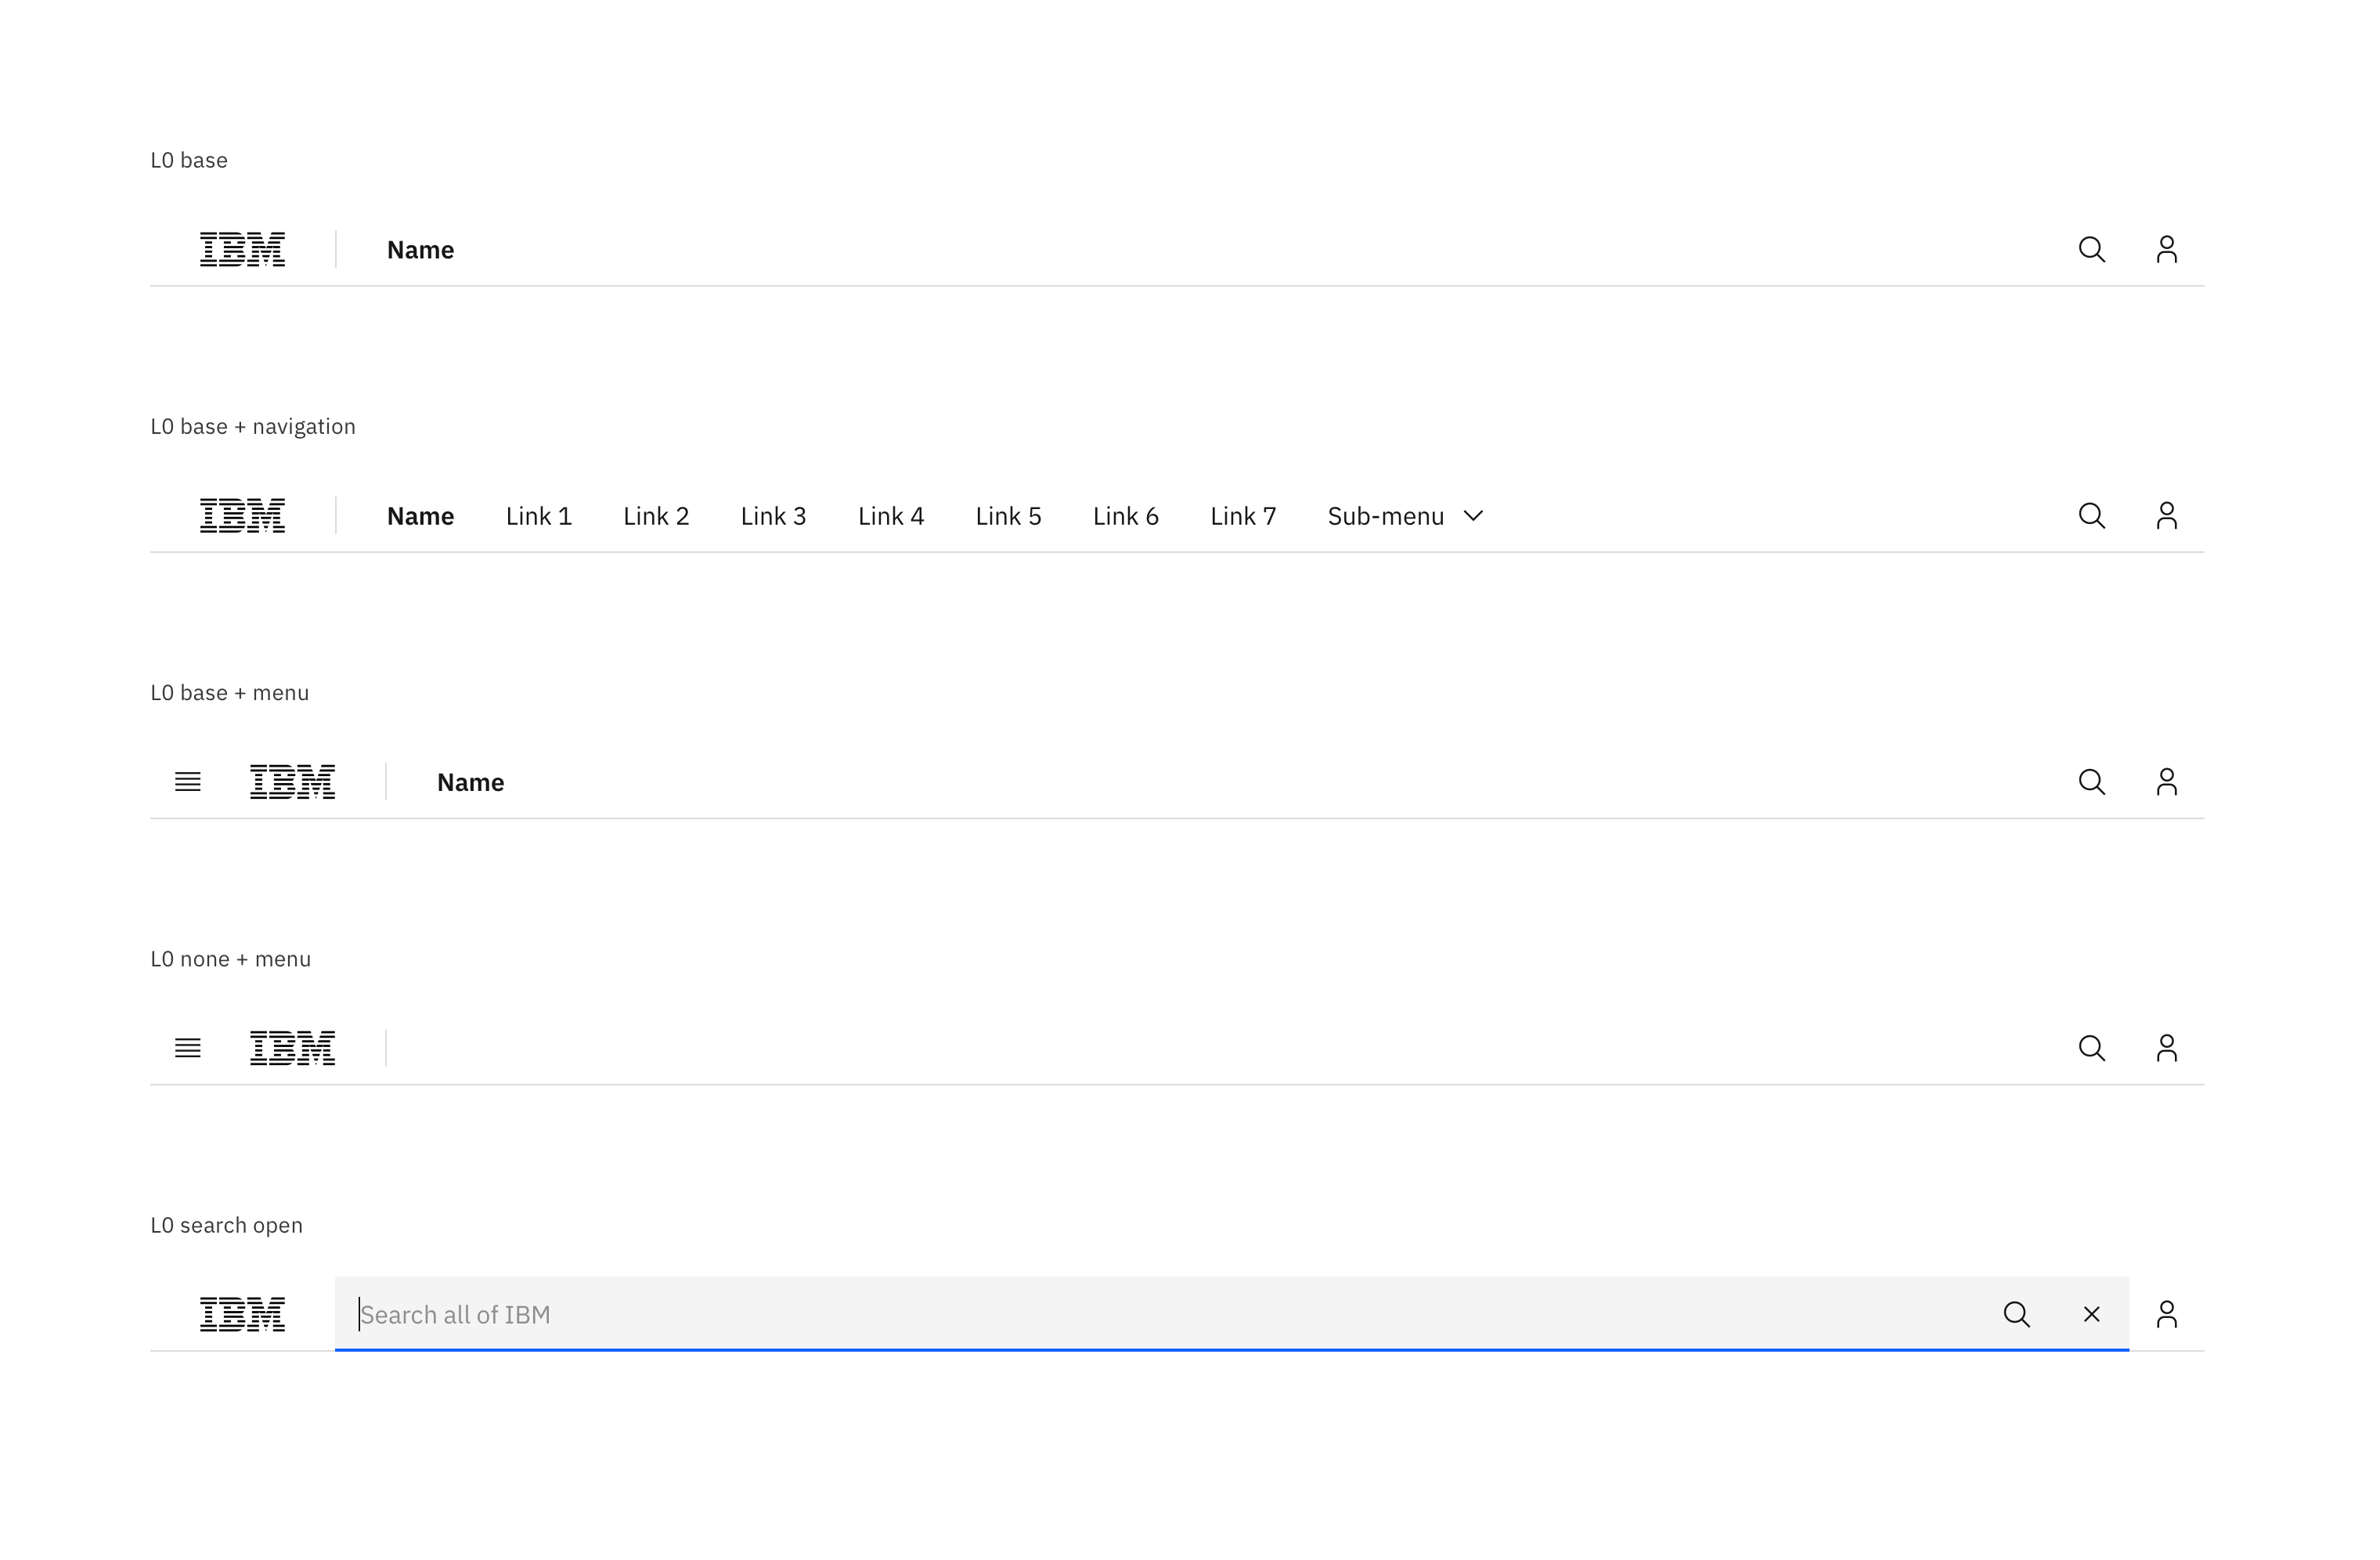 L0 base
IBM Name
L0 base + navigation
IBM Name Link 1 Link 2 Link 3 Link 4 Link 5 Link 6 Link 7 Sub-menu
L0 base + menu
IBM Name
L0 none + menu
IBM
L0 search open
IBM Search all of IBM